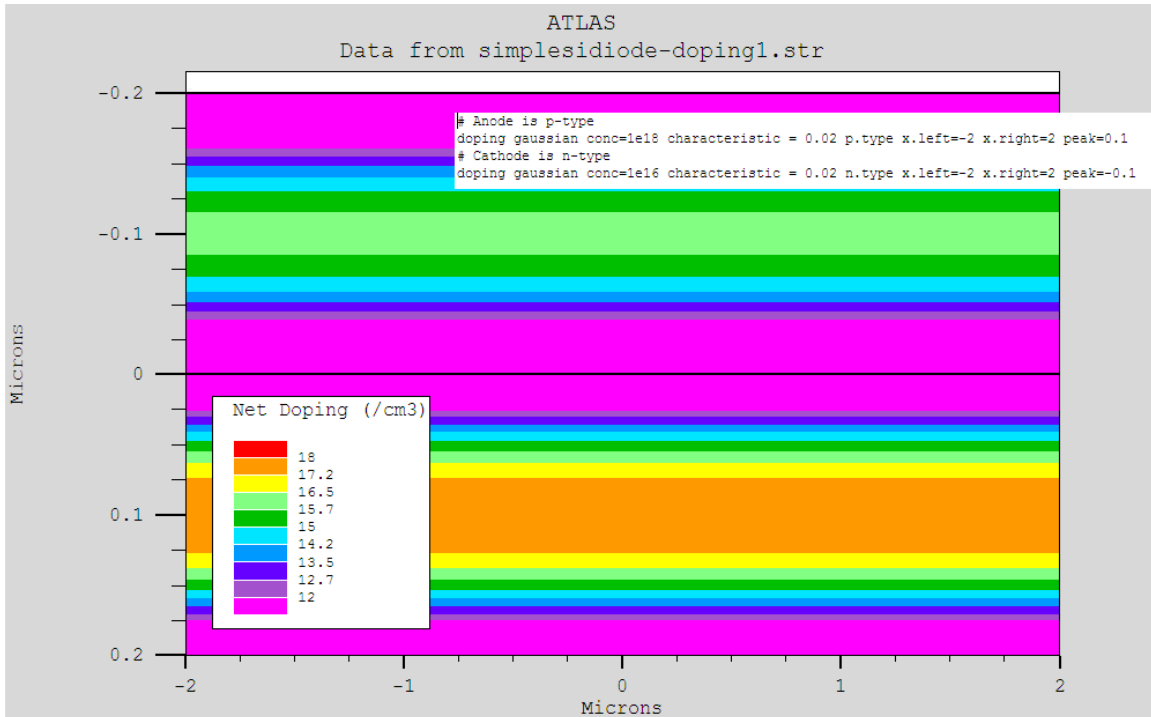 ATLAS
Data from simplesidiode-doping1.str
# Anode is p-type
doping gaussian conc=1e18 characteristic = 0.02 p.type x.left=-2 x.right=2 peak=0.1
# Cathode is n-type
doping gaussian conc=1e16 characteristic = 0.02 n.type x.left=-2 x.right=2 peak=-0.1
-0.2
-0.1
0
0.1
0.2
Microns
Net Doping (/cm3)
18
17.2
16.5
15.7
15
14.2
13.5
12.7
12
-2
-1
0
1
2
Microns